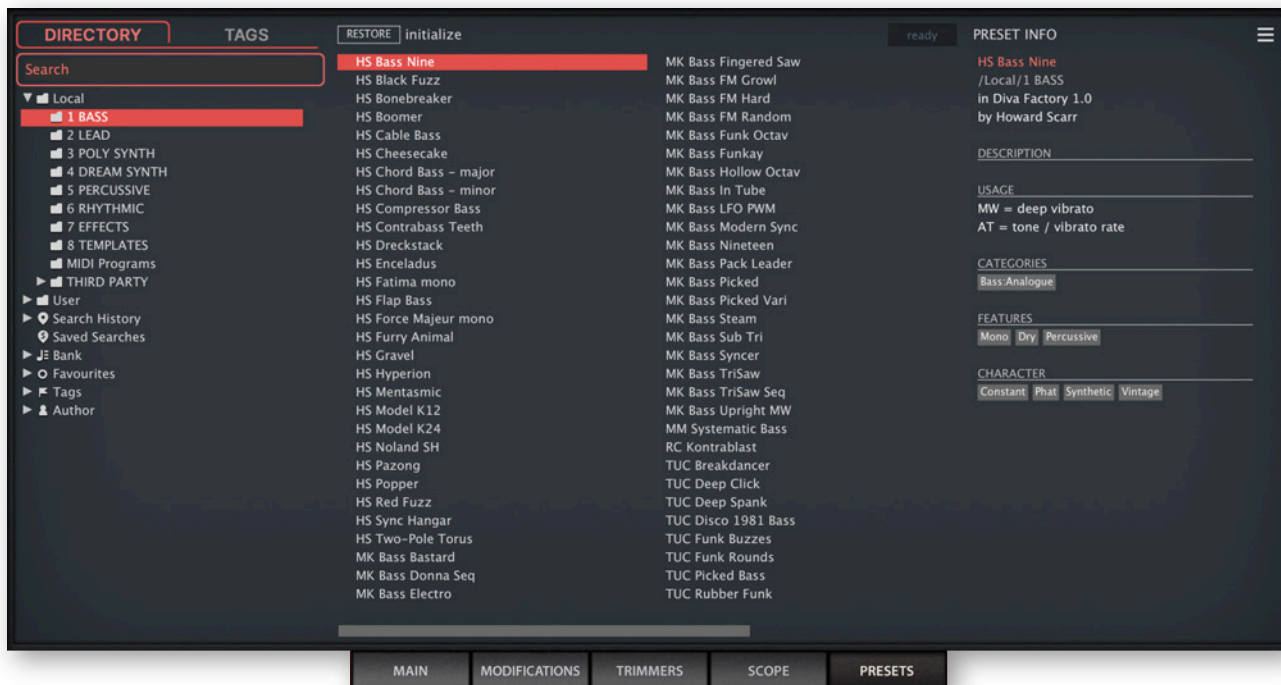 DIRECTORY
TAGS
Search
Local
1 BASS
2 LEAD
3 POLY SYNTH
4 DREAM SYNTH
5 PERCUSSIVE
6 RHYTHMIC
7 EFFECTS
8 TEMPLATES
MIDI Programs
THIRD PARTY
User
Search History
Saved Searches
Bank
Favourites
Tags
Author
RESTORE initialize
ready
HS Bass Nine
HS Black Fuzz
HS Bonebreaker
HS Boomer
HS Cable Bass
HS Cheesecake
HS Chord Bass – major
HS Chord Bass – minor
HS Compressor Bass
HS Contrabass Teeth
HS Dreckstack
HS Enceladus
HS Fatima mono
HS Flap Bass
HS Force Majeur mono
HS Furry Animal
HS Gravel
HS Hyperion
HS Mentasmic
HS Model K12
HS Model K24
HS Noland SH
HS Pazong
HS Popper
HS Red Fuzz
HS Sync Hangar
HS Two-Pole Torus
MK Bass Bastard
MK Bass Donna Seq
MK Bass Electro
MK Bass Fingered Saw
MK Bass FM Growl
MK Bass FM Hard
MK Bass FM Random
MK Bass Funk Octav
MK Bass Funkay
MK Bass Hollow Octav
MK Bass In Tube
MK Bass LFO PWM
MK Bass Modern Sync
MK Bass Nineteen
MK Bass Pack Leader
MK Bass Picked
MK Bass Picked Vari
MK Bass Steam
MK Bass Sub Tri
MK Bass Syncer
MK Bass TriSaw
MK Bass TriSaw Seq
MK Bass Upright MW
MM Systematic Bass
RC Kontrablast
TUC Breakdancer
TUC Deep Click
TUC Deep Spank
TUC Disco 1981 Bass
TUC Funk Buzzes
TUC Funk Rounds
TUC Picked Bass
TUC Rubber Funk
PRESET INFO
HS Bass Nine
/Local/1 BASS
in Diva Factory 1.0
by Howard Scarr
DESCRIPTION
USAGE
MW = deep vibrato
AT = tone / vibrato rate
CATEGORIES
Bass:Analogue
FEATURES
Mono Dry Percussive
CHARACTER
Constant Phat Synthetic Vintage
MAIN MODIFICATIONS TRIMMERS SCOPE PRESETS